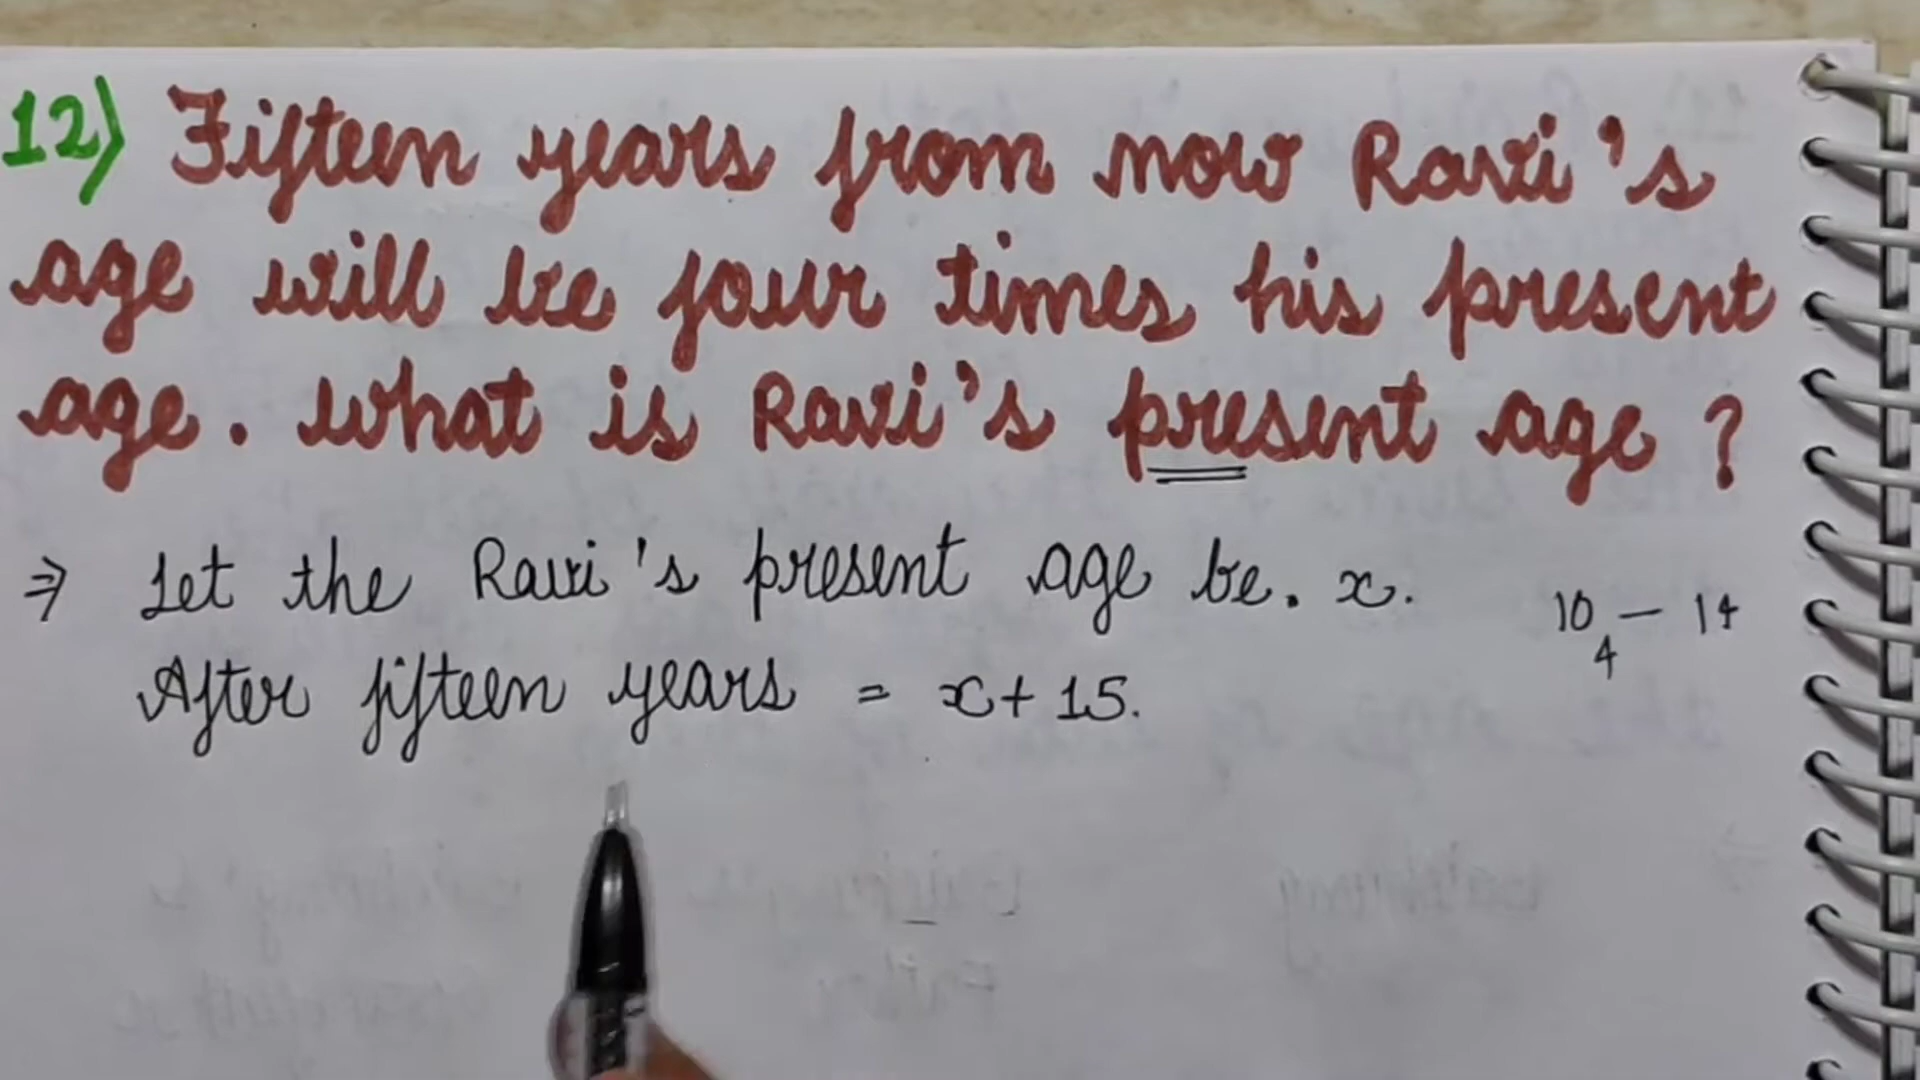 12) Fifteen years from now Ravi's
age will be four times his present
age. What is Ravi's present age?
⇒ Let the Ravi's present age be. x.
10 - 14
4
After fifteen years = x + 15.